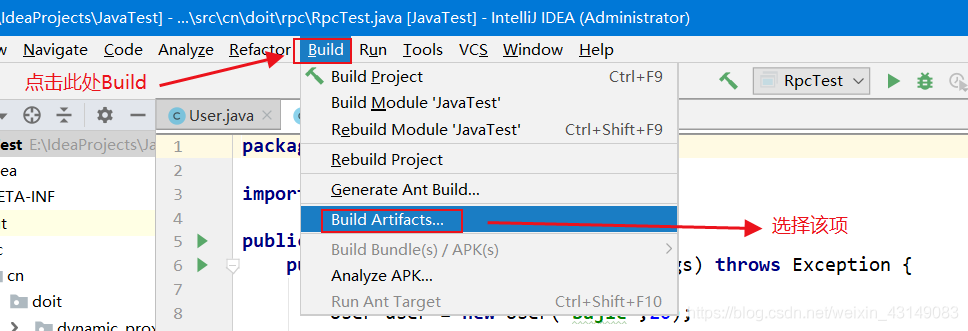 IdeaProjects\JavaTest] - ...\src\cn\doit\rpc\RpcTest.java [JavaTest] - IntelliJ IDEA (Administrator)
w Navigate Code Analyze Refactor Build Run Tools VCS Window Help
点击此处Build
Build Project Ctrl+F9
RpcTest
Build Module 'JavaTest'
User.java
Rebuild Module 'JavaTest' Ctrl+Shift+F9
est E:\IdeaProjects\Ja
1 packag
Rebuild Project
ea
2
ETA-INF
3 import
Generate Ant Build...
t
4
Build Artifacts...
选择该项
c
5 public
Build Bundle(s) / APK(s)
cn
6 pu
gs) throws Exception {
doit
7
Analyze APK...
dynamic_prox
8
Run Ant Target Ctrl+Shift+F10
User user = new User("bajie",20);
https://blog.csdn.net/weixin_43149083